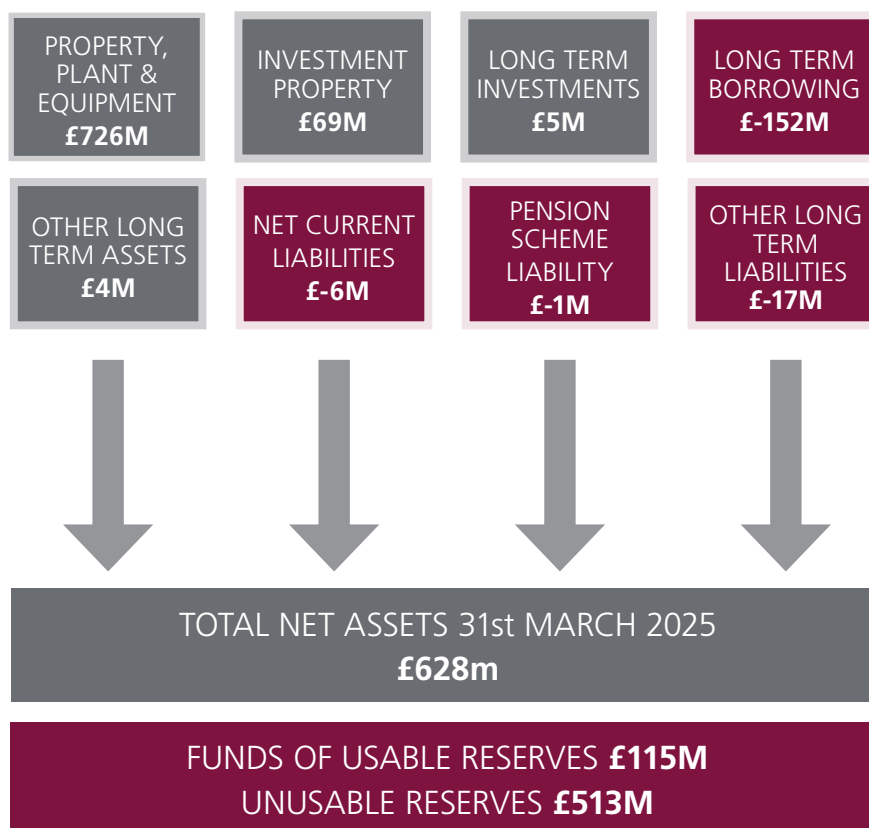 PROPERTY,
PLANT &
EQUIPMENT
£726M
INVESTMENT
PROPERTY
£69M
LONG TERM
INVESTMENTS
£5M
LONG TERM
BORROWING
£-152M
OTHER LONG
TERM ASSETS
£4M
NET CURRENT
LIABILITIES
£-6M
PENSION
SCHEME
LIABILITY
£-1M
OTHER LONG
TERM
LIABILITIES
£-17M
TOTAL NET ASSETS 31st MARCH 2025
£628m
FUNDS OF USABLE RESERVES £115M
UNUSABLE RESERVES £513M